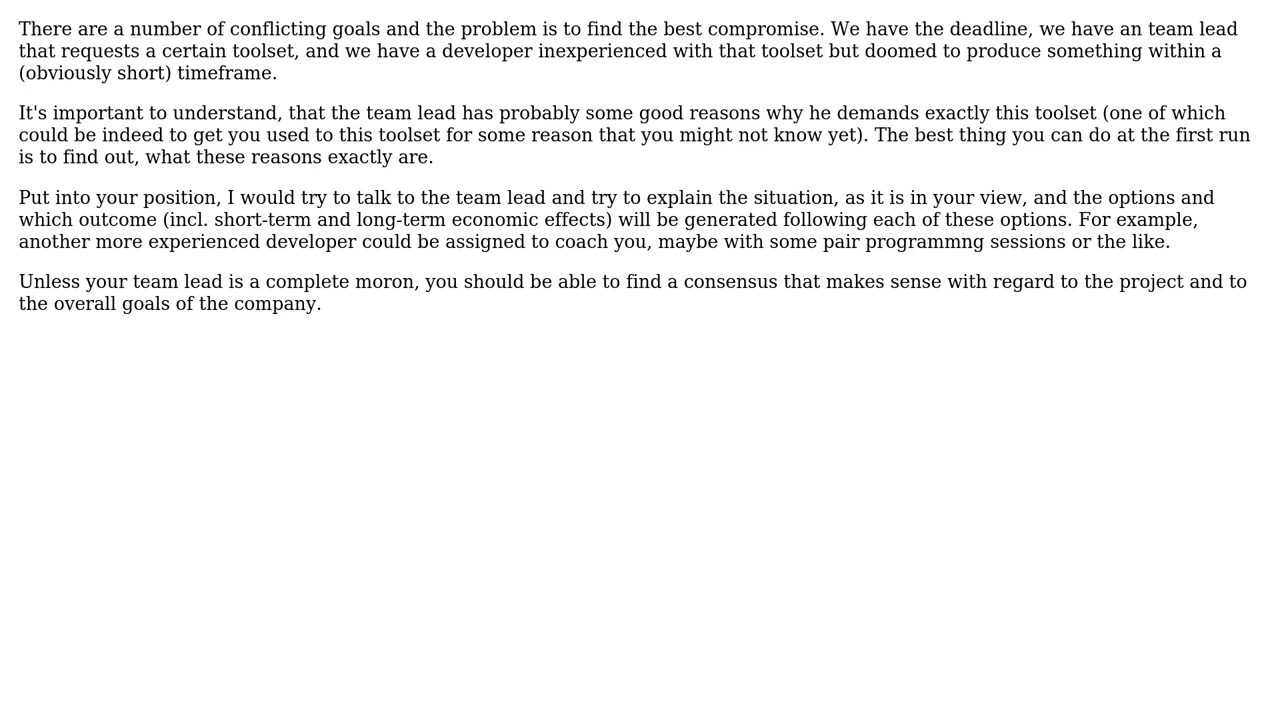 There are a number of conflicting goals and the problem is to find the best compromise. We have the deadline, we have an team lead
that requests a certain toolset, and we have a developer inexperienced with that toolset but doomed to produce something within a
(obviously short) timeframe.
It's important to understand, that the team lead has probably some good reasons why he demands exactly this toolset (one of which
could be indeed to get you used to this toolset for some reason that you might not know yet). The best thing you can do at the first run
is to find out, what these reasons exactly are.
Put into your position, I would try to talk to the team lead and try to explain the situation, as it is in your view, and the options and
which outcome (incl. short-term and long-term economic effects) will be generated following each of these options. For example,
another more experienced developer could be assigned to coach you, maybe with some pair programmng sessions or the like.
Unless your team lead is a complete moron, you should be able to find a consensus that makes sense with regard to the project and to
the overall goals of the company.